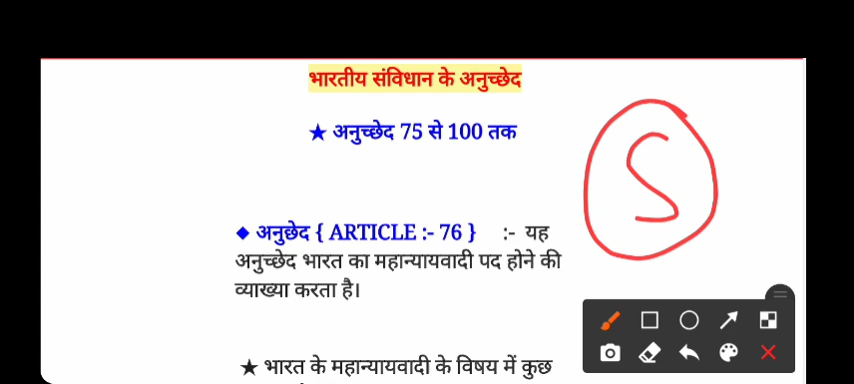 भारतीय संविधान के अनुच्छेद
★ अनुच्छेद 75 से 100 तक
S
◆ अनुछेद { ARTICLE :- 76 } :- यह
अनुच्छेद भारत का महान्यायवादी पद होने की
व्याख्या करता है।
★ भारत के महान्यायवादी के विषय में कुछ